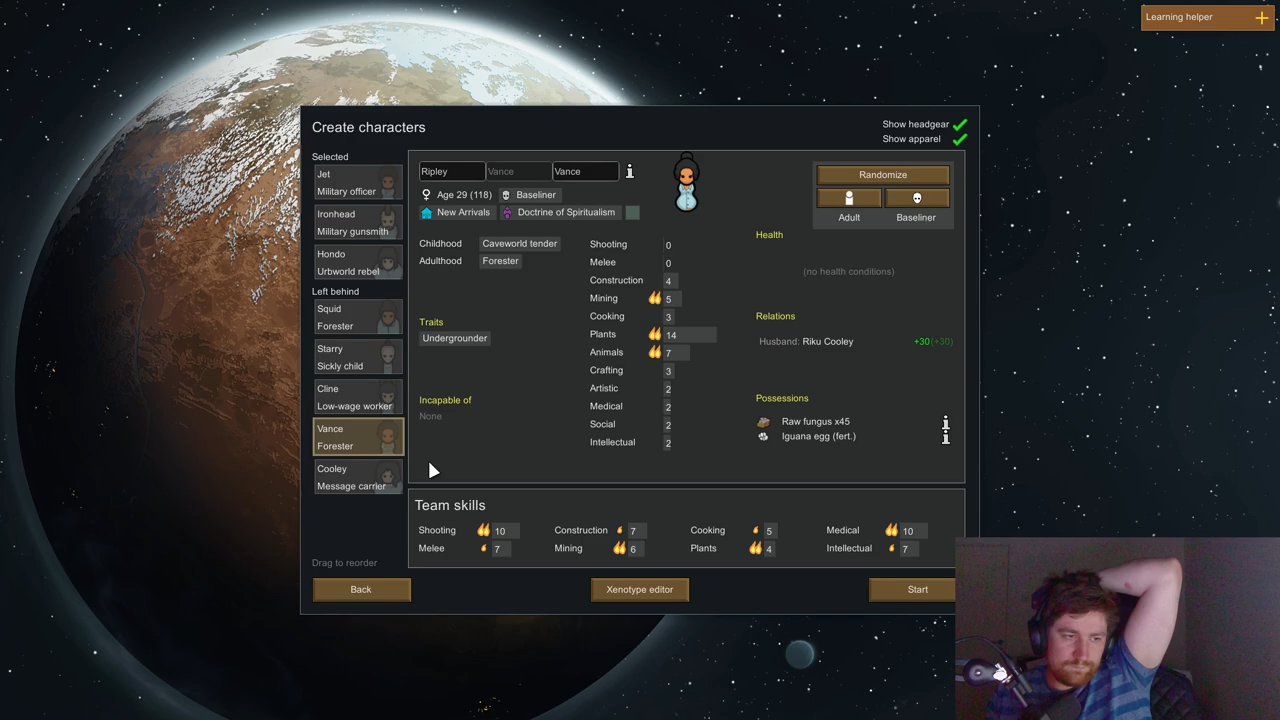 Learning helper
Create characters
Show headgear
Show apparel
Selected
Jet
Military officer
Ironhead
Military gunsmith
Hondo
Urbworld rebel
Left behind
Squid
Forester
Starry
Sickly child
Cline
Low-wage worker
Vance
Forester
Cooley
Message carrier
Drag to reorder
Ripley Vance Vance
Age 29 (118) Baseliner
New Arrivals Doctrine of Spiritualism
Childhood Caveworld tender
Adulthood Forester
Traits
Undergrounder
Incapable of
None
Shooting 0
Melee 0
Construction 4
Mining 5
Cooking 3
Plants 14
Animals 7
Crafting 3
Artistic 2
Medical 2
Social 2
Intellectual 2
Randomize
Adult Baseliner
Health
(no health conditions)
Relations
Husband: Riku Cooley +30 (+30)
Possessions
Raw fungus x45
Iguana egg (fert.)
Team skills
Shooting 10 Construction 7 Cooking 5 Medical 10
Melee 7 Mining 6 Plants 4 Intellectual 7
Back Xenotype editor Start